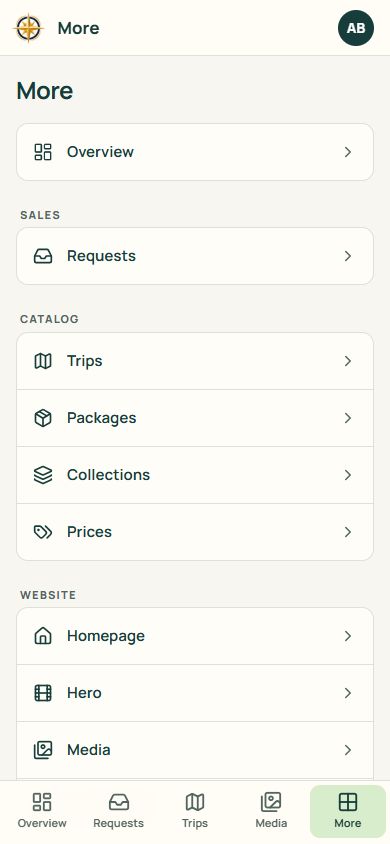 More
AB
More
Overview
SALES
Requests
CATALOG
Trips
Packages
Collections
Prices
WEBSITE
Homepage
Hero
Media
Overview
Requests
Trips
Media
More